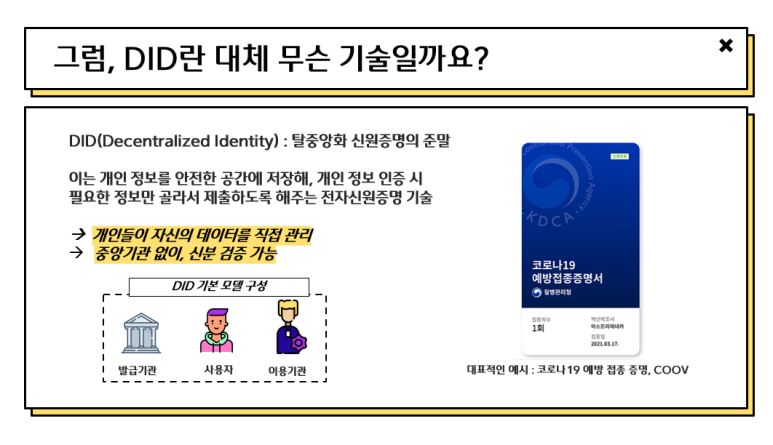 그럼, DID란 대체 무슨 기술일까요?
DID(Decentralized Identity) : 탈중앙화 신원증명의 준말
이는 개인 정보를 안전한 공간에 저장해, 개인 정보 인증 시
필요한 정보만 골라서 제출하도록 해주는 전자신원증명 기술
→ 개인들이 자신의 데이터를 직접 관리
→ 중앙기관 없이, 신분 검증 가능
DID 기본 모델 구성
발급기관
사용자
이용기관
Control and Prevention Agency
KDCA
코로나19
예방접종증명서
질병관리청
접종차수
1회
백신제조사
아스트라제네카
접종일
2021.03.17.
대표적인 예시 : 코로나19 예방 접종 증명, COOV